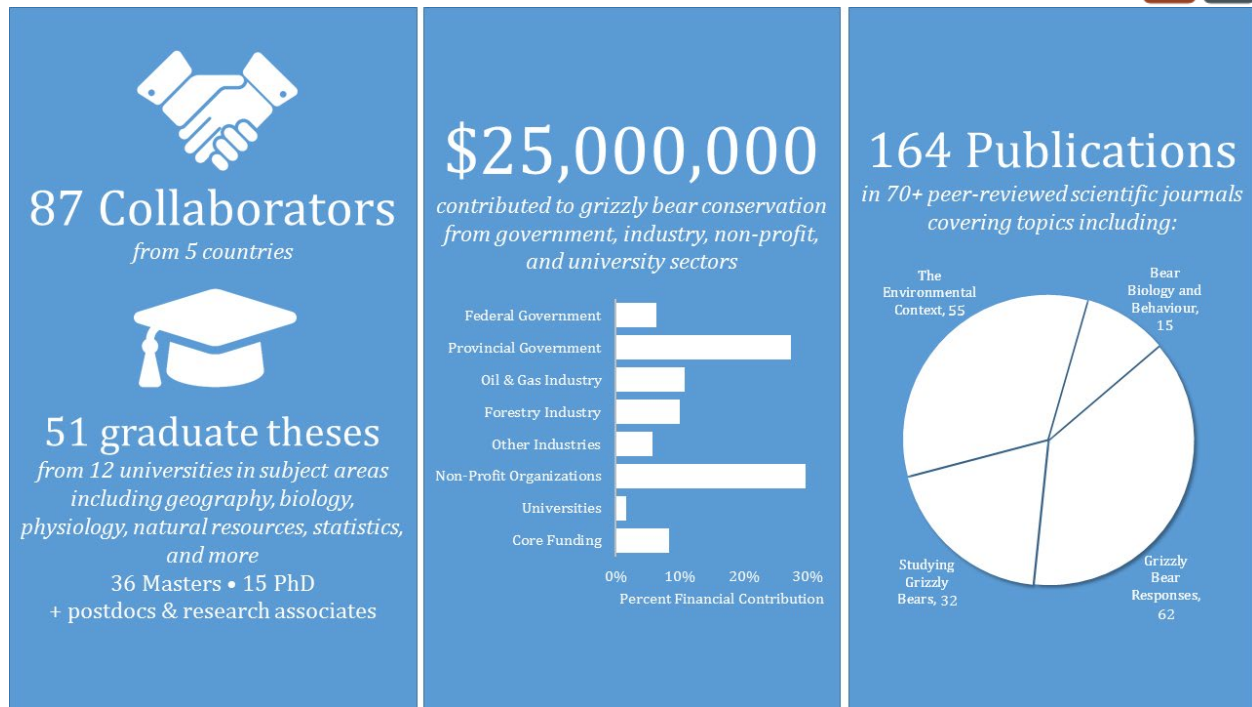 87 Collaborators
from 5 countries
51 graduate theses
from 12 universities in subject areas
including geography, biology,
physiology, natural resources, statistics,
and more
36 Masters • 15 PhD
+ postdocs & research associates
$25,000,000
contributed to grizzly bear conservation
from government, industry, non-profit,
and university sectors
Federal Government
Provincial Government
Oil & Gas Industry
Forestry Industry
Other Industries
Non-Profit Organizations
Universities
Core Funding
0% 10% 20% 30%
Percent Financial Contribution
164 Publications
in 70+ peer-reviewed scientific journals
covering topics including:
The
Environmental
Context, 55
Bear
Biology and
Behaviour,
15
Studying
Grizzly
Bears, 32
Grizzly
Bear
Responses,
62